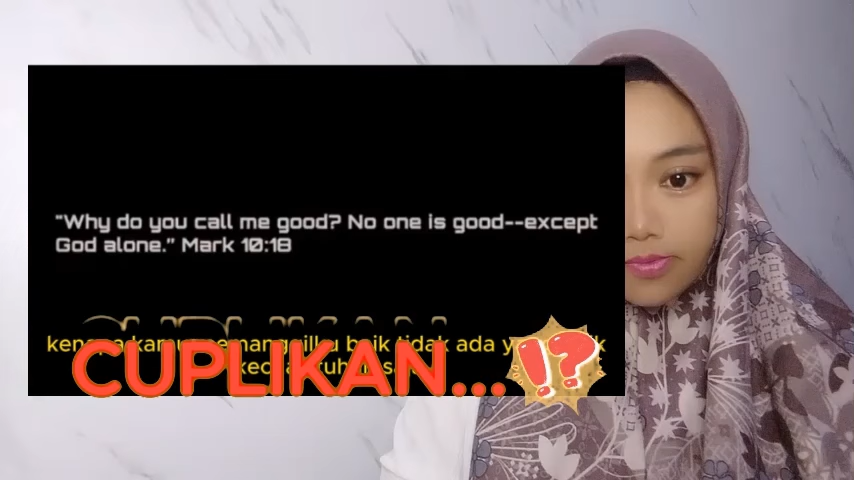 "Why do you call me good? No one is good--except
God alone." Mark 10:18
baik tidak ada
CUPLIKAN...!?